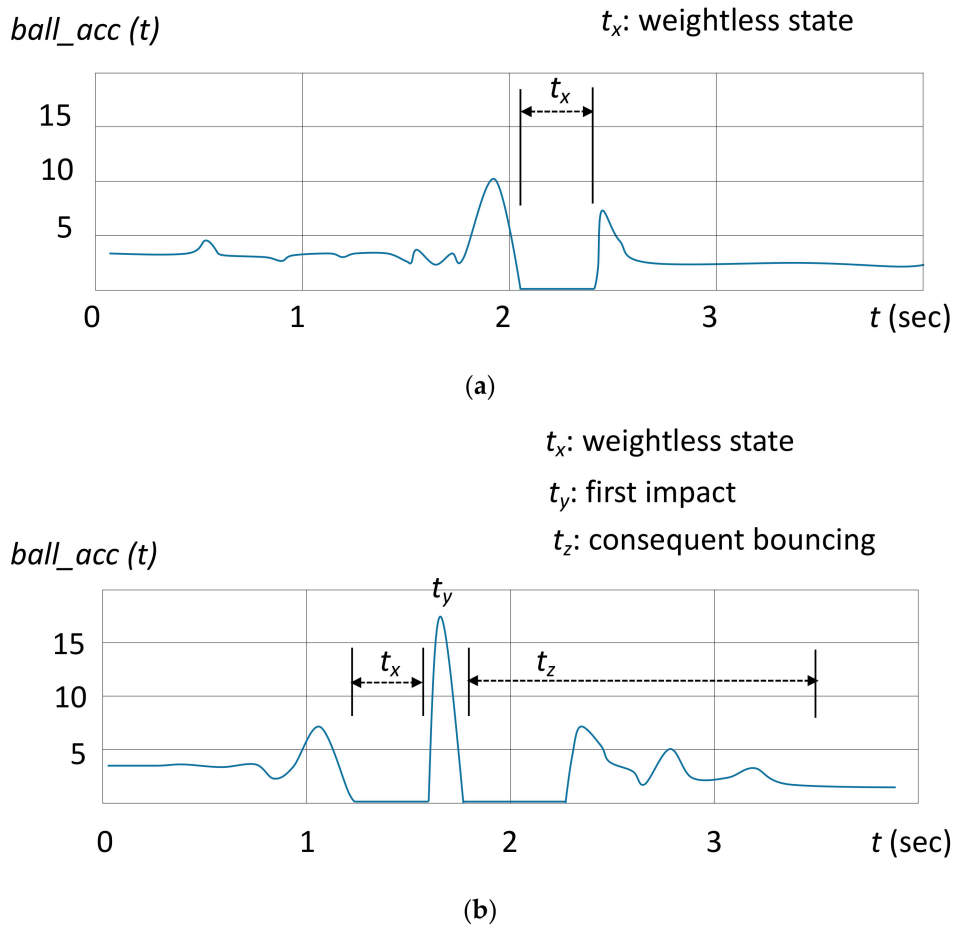 ball_acc (t)
tx: weightless state
tx
15
10
5
0 1 2 3 t (sec)
(a)
tx: weightless state
ty: first impact
tz: consequent bouncing
ball_acc (t)
ty
15
tx tz
10
5
0 1 2 3 t (sec)
(b)